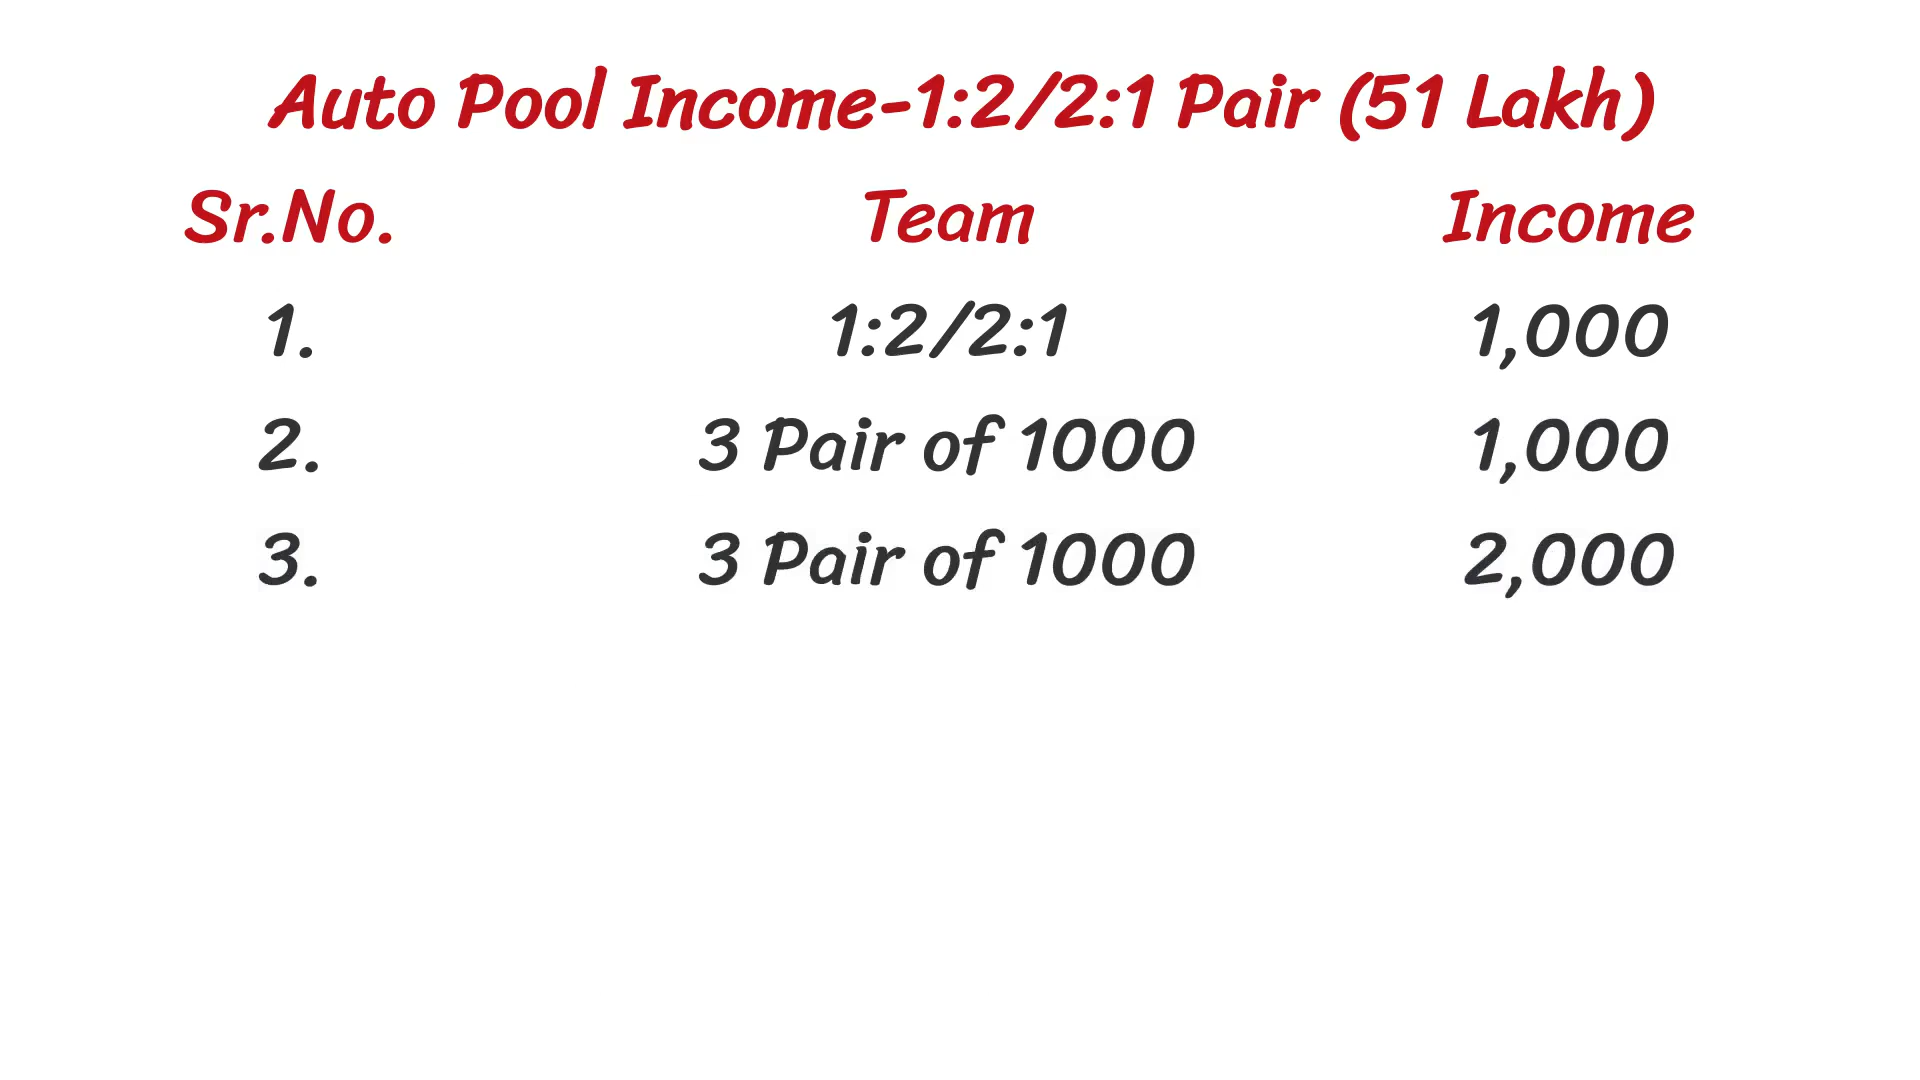 Auto Pool Income-1:2/2:1 Pair (51 Lakh)
Sr.No. Team Income
1. 1:2/2:1 1,000
2. 3 Pair of 1000 1,000
3. 3 Pair of 1000 2,000